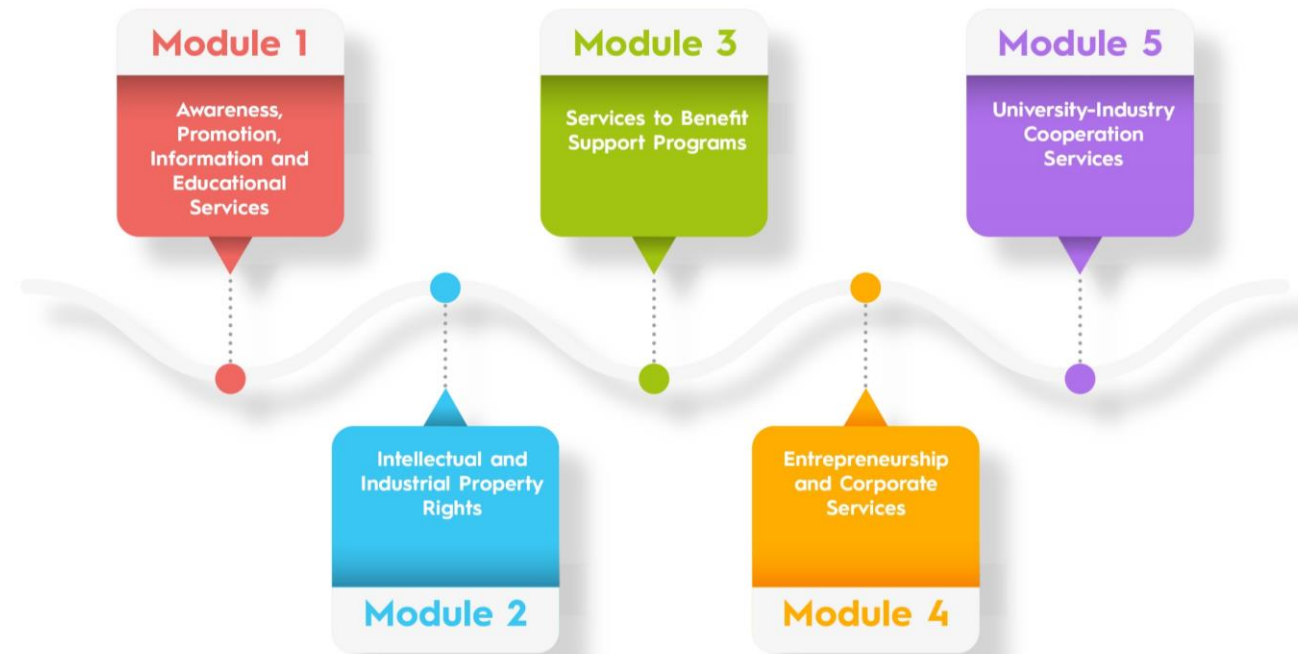 Module 1
Awareness,
Promotion,
Information and
Educational
Services
Intellectual and
Industrial Property
Rights
Module 2
Module 3
Services to Benefit
Support Programs
Entrepreneurship
and Corporate
Services
Module 4
Module 5
University-Industry
Cooperation
Services